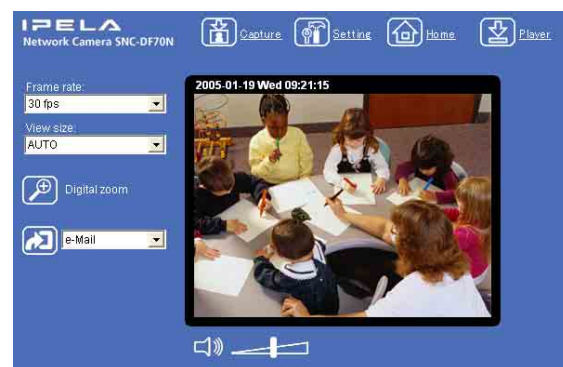 IPELA
Network Camera SNC-DF70N
Capture
Setting
Home
Player
Frame rate:
30 fps
View size:
AUTO
Digital zoom
e-Mail
2005-01-19 Wed 09:21:15